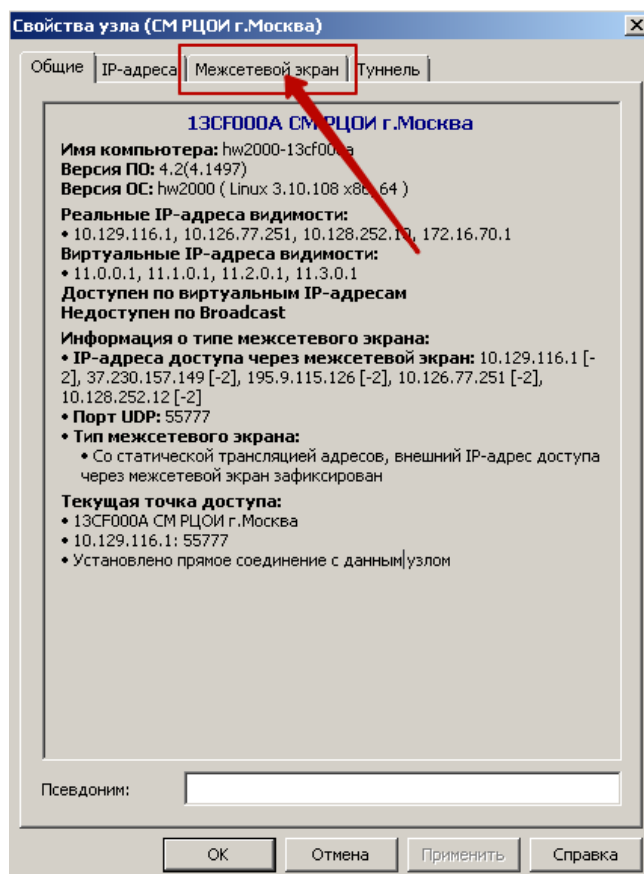 Свойства узла (СМ РЦОИ г.Москва)
Общие IP-адреса Межсетевой экран Туннель
13CF000A СМ РЦОИ г.Москва
Имя компьютера: hw2000-13cf000a
Версия ПО: 4.2(4.1497)
Версия ОС: hw2000 ( Linux 3.10.108 x86_64 )
Реальные IP-адреса видимости:
• 10.129.116.1, 10.126.77.251, 172.16.70.1
Виртуальные IP-адреса видимости:
• 11.0.0.1, 11.1.0.1, 11.2.0.1, 11.3.0.1
Доступен по виртуальным IP-адресам
Недоступен по Broadcast
Информация о типе межсетевого экрана:
• IP-адреса доступа через межсетевой экран: 10.129.116.1 [-
2], 37.230.157.149 [-2], 195.9.115.126 [-2], 10.126.77.251 [-2],
10.128.252.12 [-2]
• Порт UDP: 55777
• Тип межсетевого экрана:
• Со статической трансляцией адресов, внешний IP-адрес доступа
через межсетевой экран зафиксирован
Текущая точка доступа:
• 13CF000A СМ РЦОИ г.Москва
• 10.129.116.1: 55777
• Установлено прямое соединение с данным узлом
Псевдоним:
ОК Отмена Применить Справка